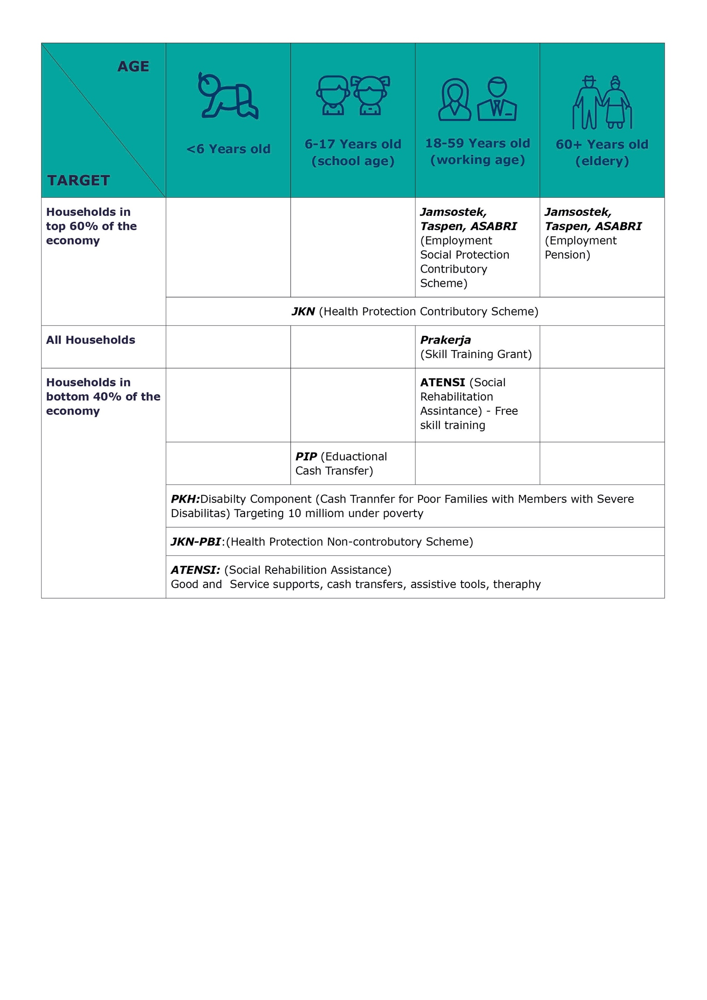 AGE
TARGET
<6 Years old
6-17 Years old
(school age)
18-59 Years old
(working age)
60+ Years old
(eldery)
Households in
top 60% of the
economy
Jamsostek,
Taspen, ASABRI
(Employment
Social Protection
Contributory
Scheme)
Jamsostek,
Taspen, ASABRI
(Employment
Pension)
JKN (Health Protection Contributory Scheme)
All Households
Prakerja
(Skill Training Grant)
Households in
bottom 40% of the
economy
ATENSI (Social
Rehabilitation
Assintance) - Free
skill training
PIP (Eduactional
Cash Transfer)
PKH:Disabilty Component (Cash Trannfer for Poor Families with Members with Severe
Disabilitas) Targeting 10 milliom under poverty
JKN-PBI:(Health Protection Non-controbutory Scheme)
ATENSI: (Social Rehabilition Assistance)
Good and  Service supports, cash transfers, assistive tools, theraphy